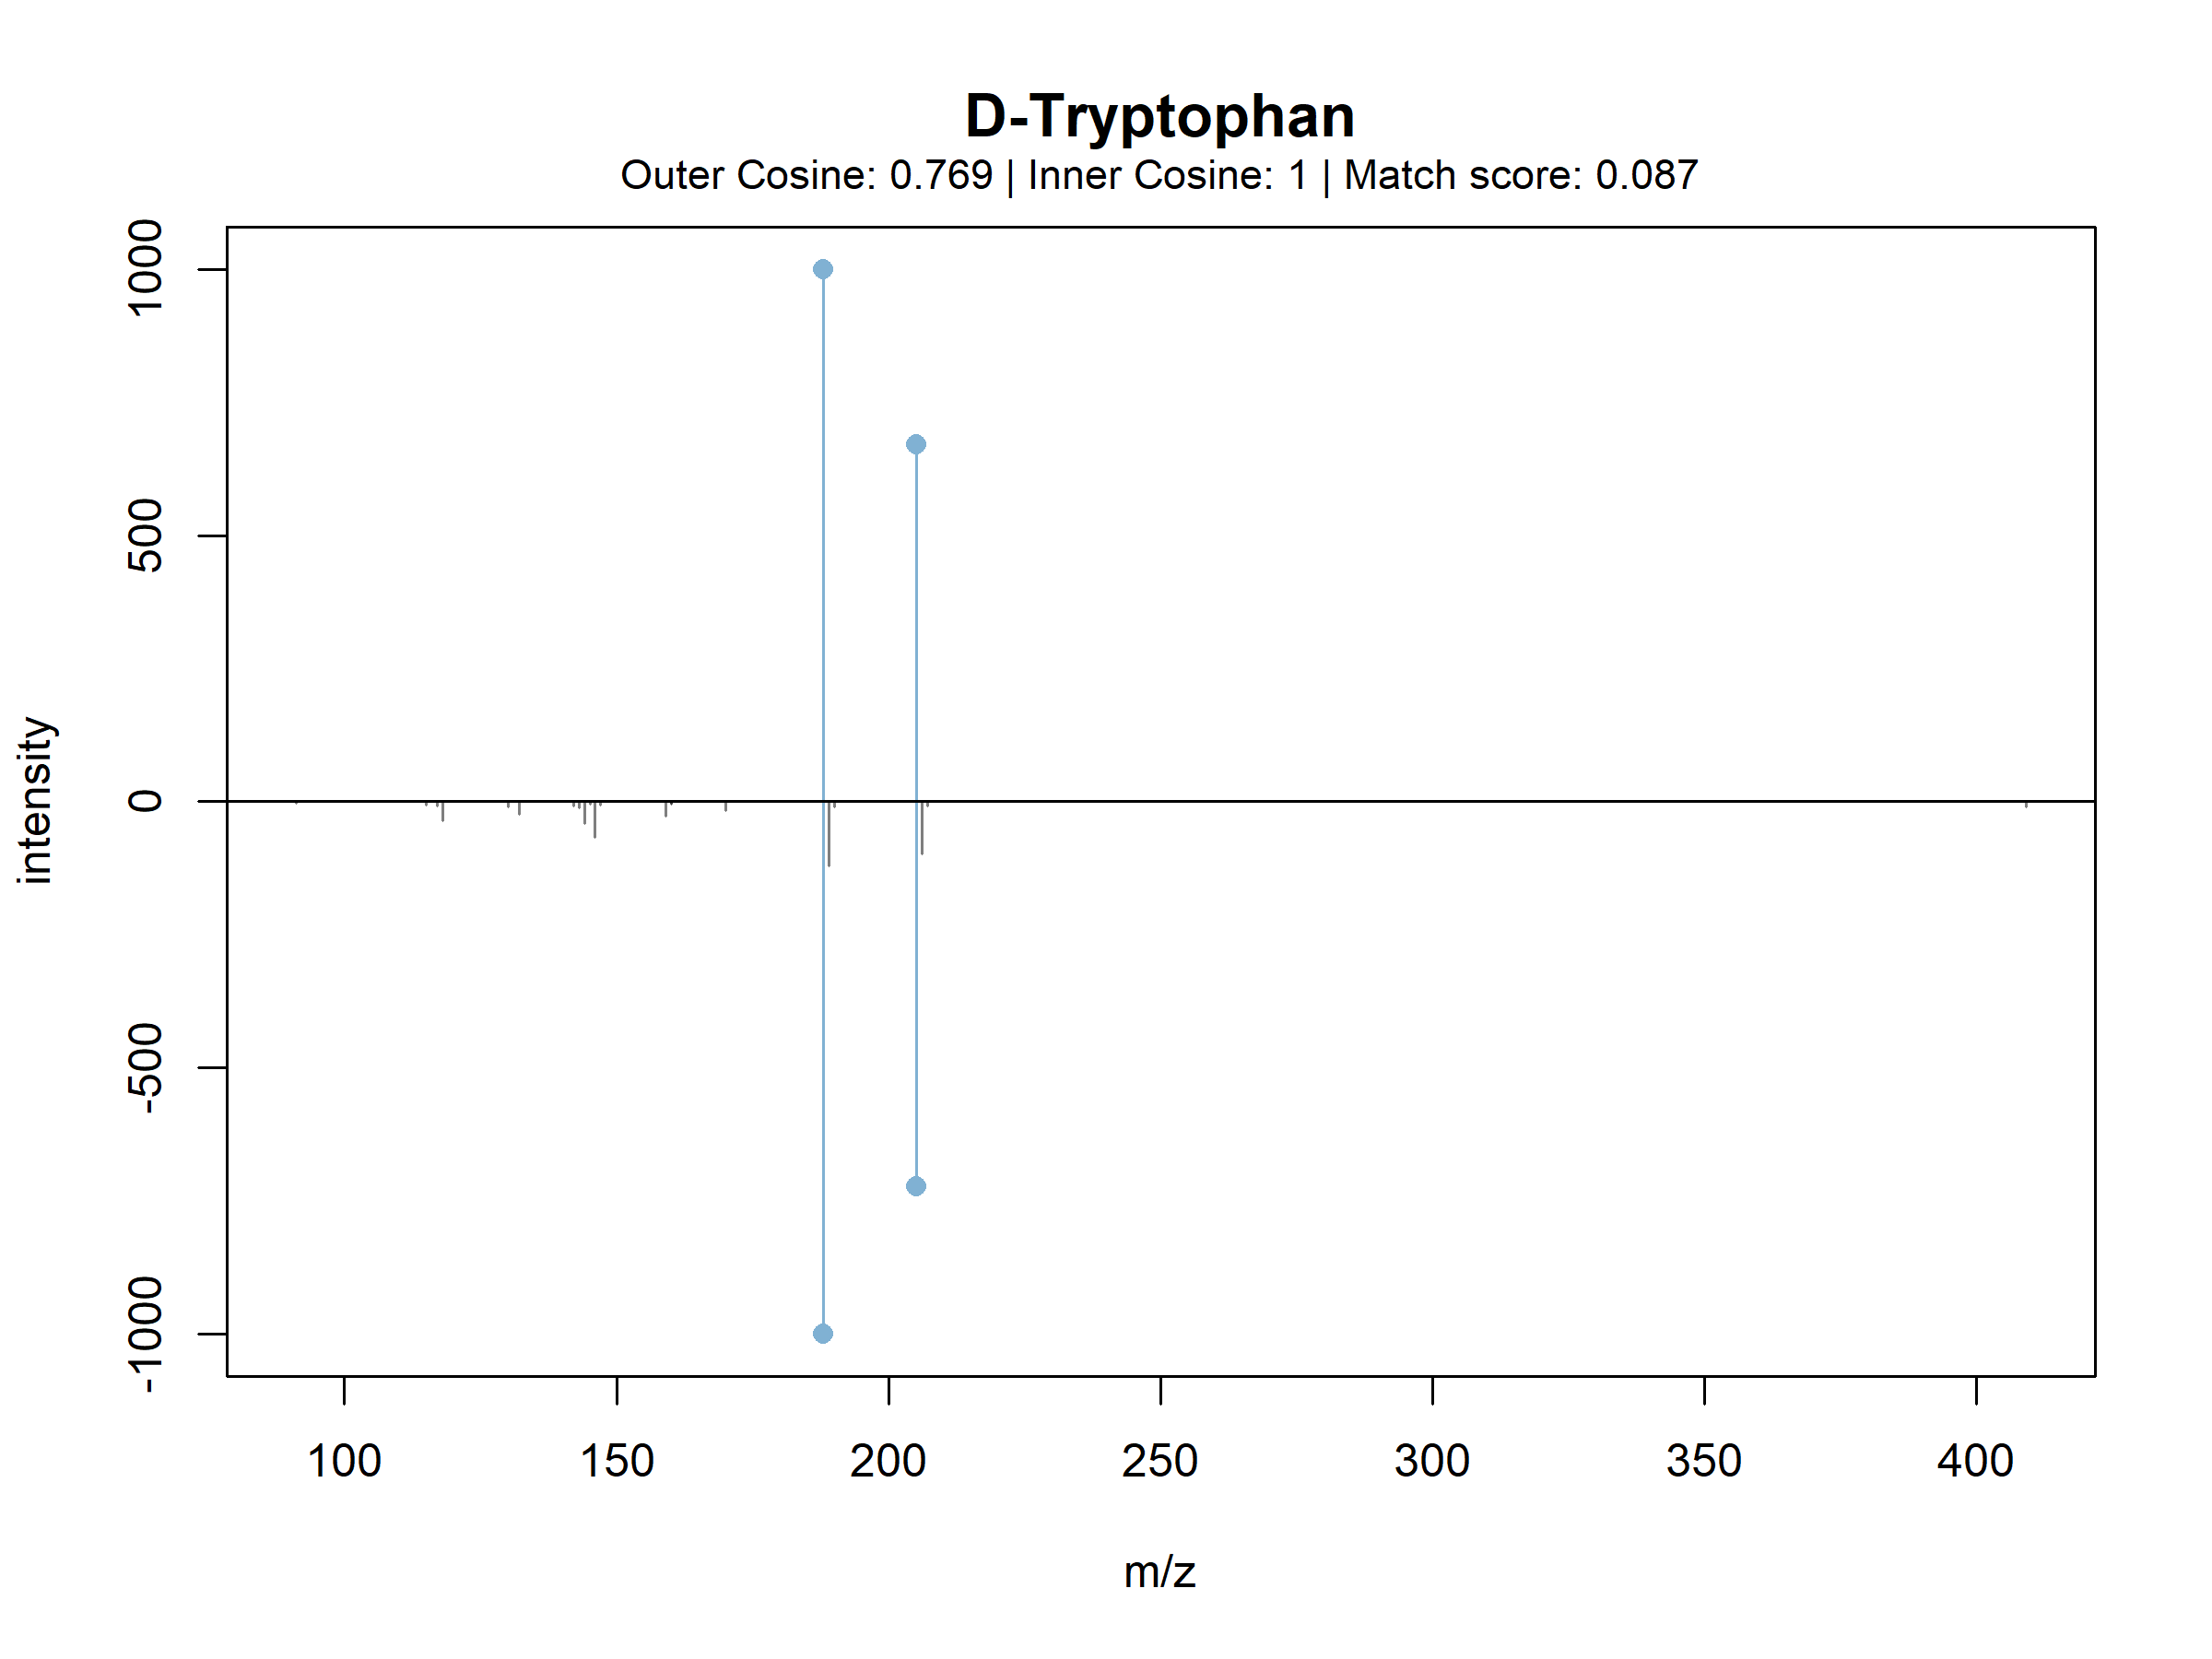 D-Tryptophan
Outer Cosine: 0.769 | Inner Cosine: 1 | Match score: 0.087
1000
500
0
-500
-1000
intensity
100 150 200 250 300 350 400
m/z